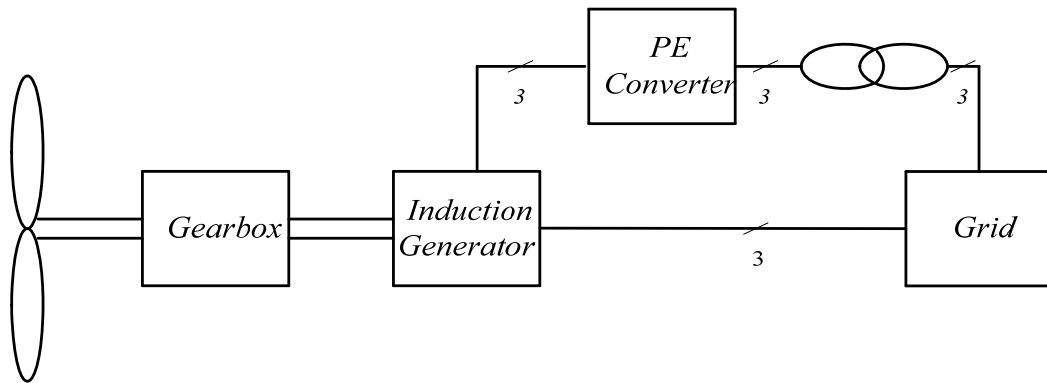 PE
Converter
3
3
3
Gearbox
Induction
Generator
Grid
3